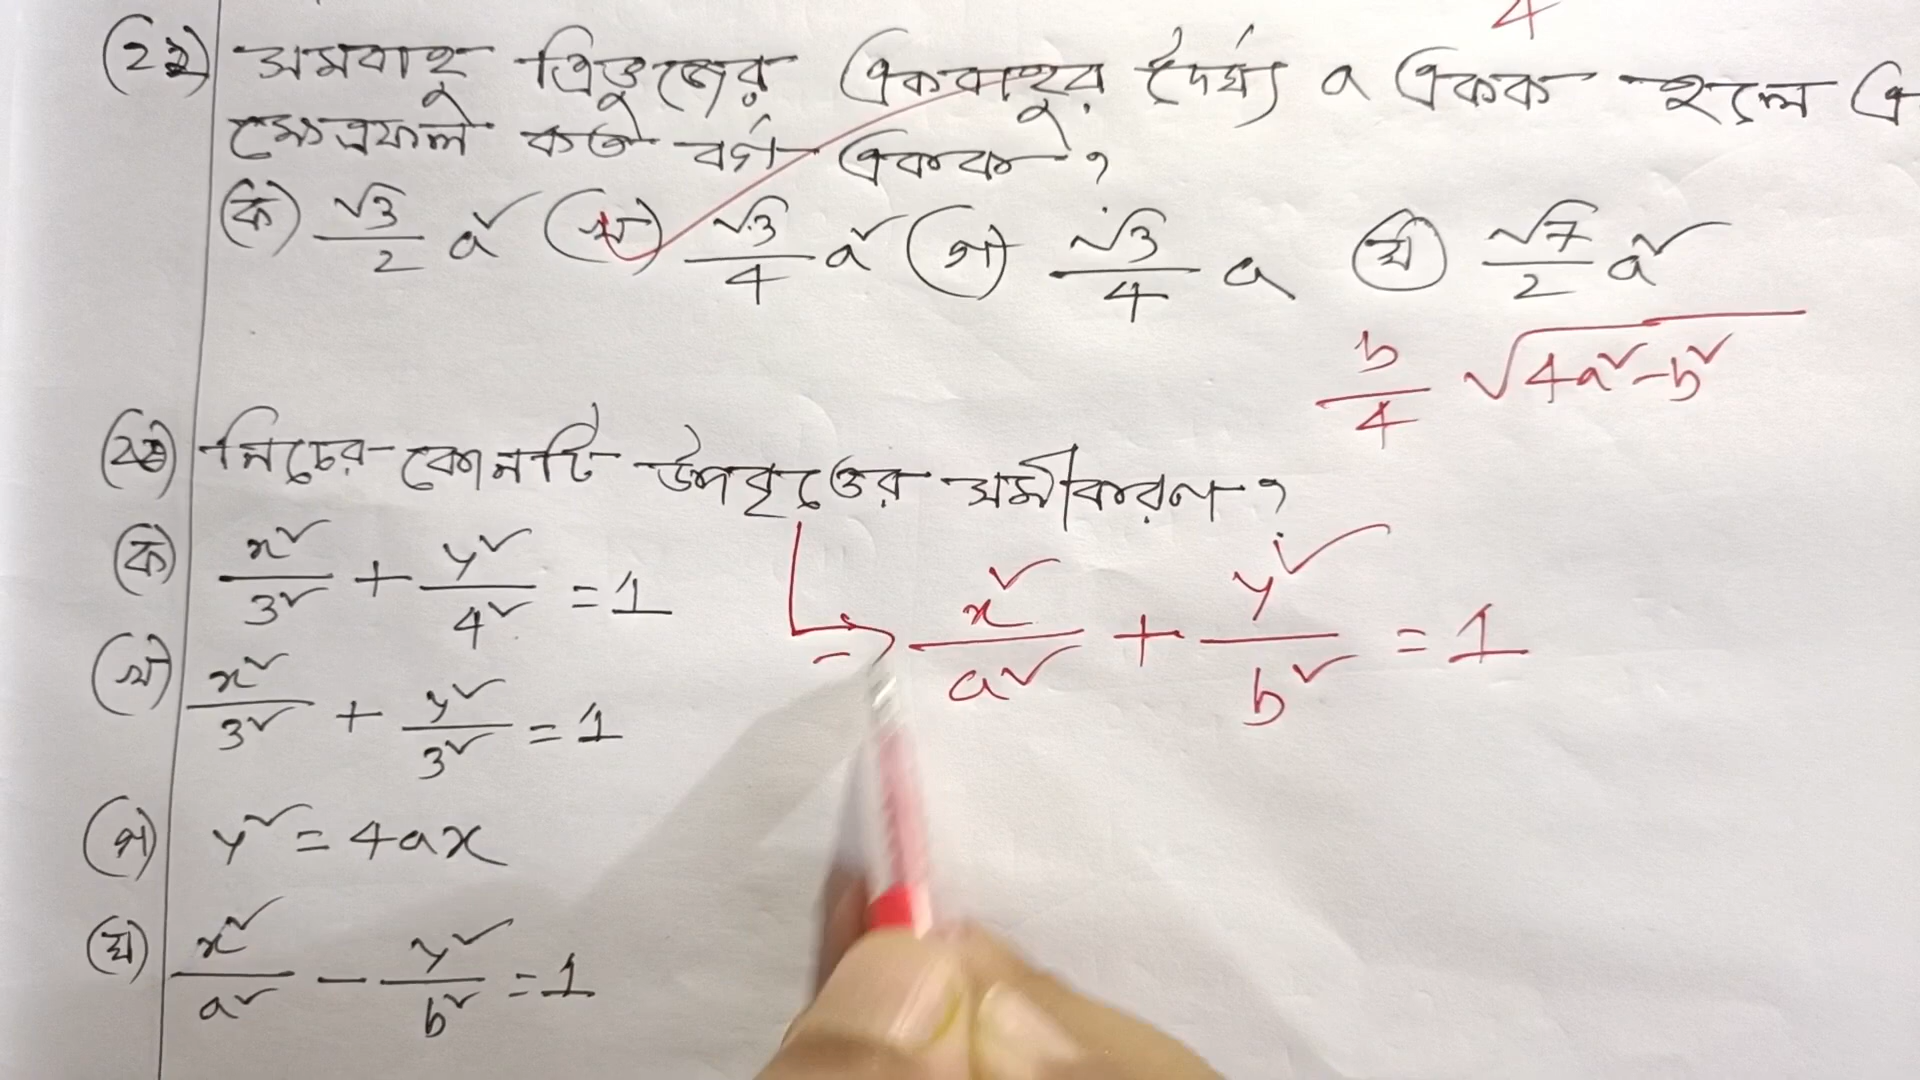 4
(22) সমবাহু ত্রিভুজের একবাহুর দৈর্ঘ্য a একক হলে এ
ক্ষেত্রফল কত বর্গ একক?
(ক) √3/2 a² (খ) √3/4 a² (গ) √3/4 a (ঘ) √7/2 a²
b/4 √(4a²-b²)
নিচের কোনটি উপবৃত্তের সমীকরণ?
(ক) x²/3² + y²/4² = 1
x²/a² + y²/b² = 1
(খ) x²/3² + y²/3² = 1
(গ) y² = 4ax
(ঘ) x²/a² - y²/b² = 1